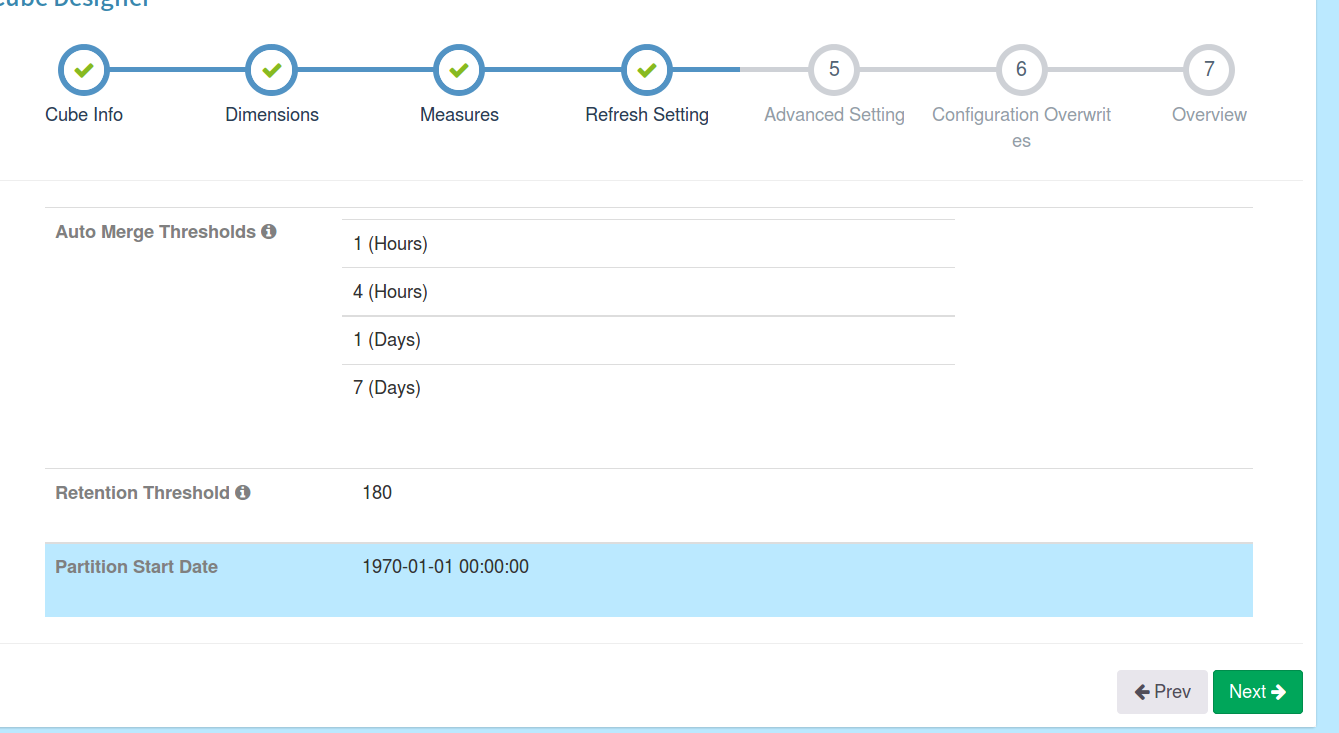 Cube Designer
5
6
7
Cube Info
Dimensions
Measures
Refresh Setting
Advanced Setting
Configuration Overwrit
es
Overview
Auto Merge Thresholds
1 (Hours)
4 (Hours)
1 (Days)
7 (Days)
Retention Threshold
180
Partition Start Date
1970-01-01 00:00:00
Prev
Next